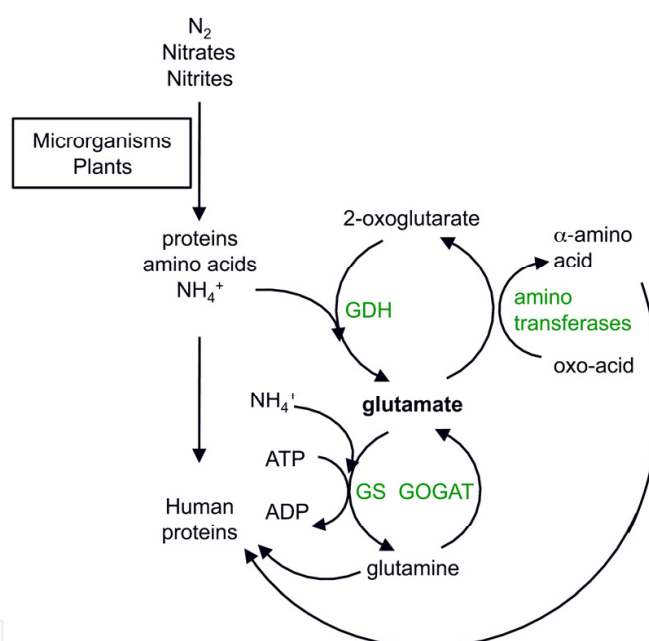 N₂
Nitrates
Nitrites
Microrganisms
Plants
proteins
amino acids
NH₄⁺
2-oxoglutarate
α-amino
acid
GDH
amino
transferases
oxo-acid
glutamate
NH₄⁺
ATP
GS GOGAT
ADP
Human
proteins
glutamine